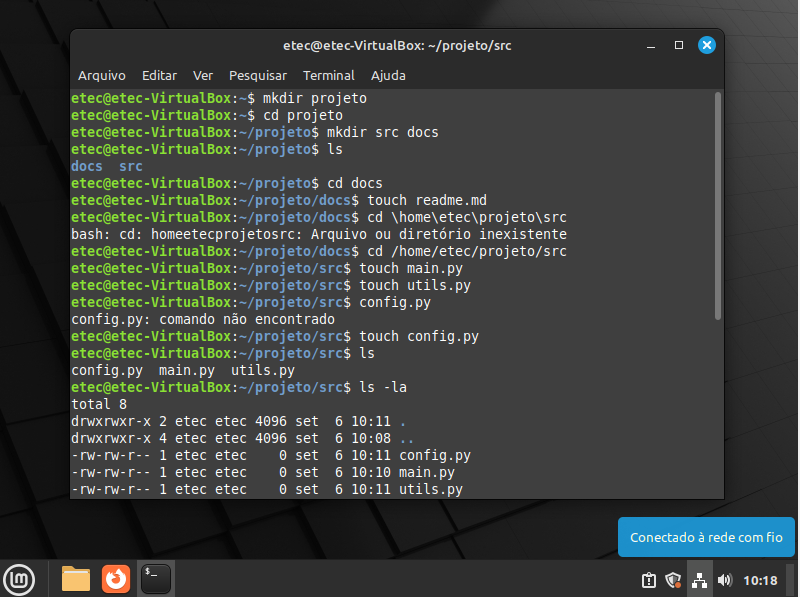 etec@etec-VirtualBox: ~/projeto/src
Arquivo Editar Ver Pesquisar Terminal Ajuda
etec@etec-VirtualBox:~$ mkdir projeto
etec@etec-VirtualBox:~$ cd projeto
etec@etec-VirtualBox:~/projeto$ mkdir src docs
etec@etec-VirtualBox:~/projeto$ ls
docs  src
etec@etec-VirtualBox:~/projeto$ cd docs
etec@etec-VirtualBox:~/projeto/docs$ touch readme.md
etec@etec-VirtualBox:~/projeto/docs$ cd \home\etec\projeto\src
bash: cd: homeetecprojetosrc: Arquivo ou diretório inexistente
etec@etec-VirtualBox:~/projeto/docs$ cd /home/etec/projeto/src
etec@etec-VirtualBox:~/projeto/src$ touch main.py
etec@etec-VirtualBox:~/projeto/src$ touch utils.py
etec@etec-VirtualBox:~/projeto/src$ config.py
config.py: comando não encontrado
etec@etec-VirtualBox:~/projeto/src$ touch config.py
etec@etec-VirtualBox:~/projeto/src$ ls
config.py  main.py  utils.py
etec@etec-VirtualBox:~/projeto/src$ ls -la
total 8
drwxrwxr-x 2 etec etec 4096 set  6 10:11 .
drwxrwxr-x 4 etec etec 4096 set  6 10:08 ..
-rw-rw-r-- 1 etec etec    0 set  6 10:11 config.py
-rw-rw-r-- 1 etec etec    0 set  6 10:10 main.py
-rw-rw-r-- 1 etec etec    0 set  6 10:11 utils.py
Conectado à rede com fio
10:18